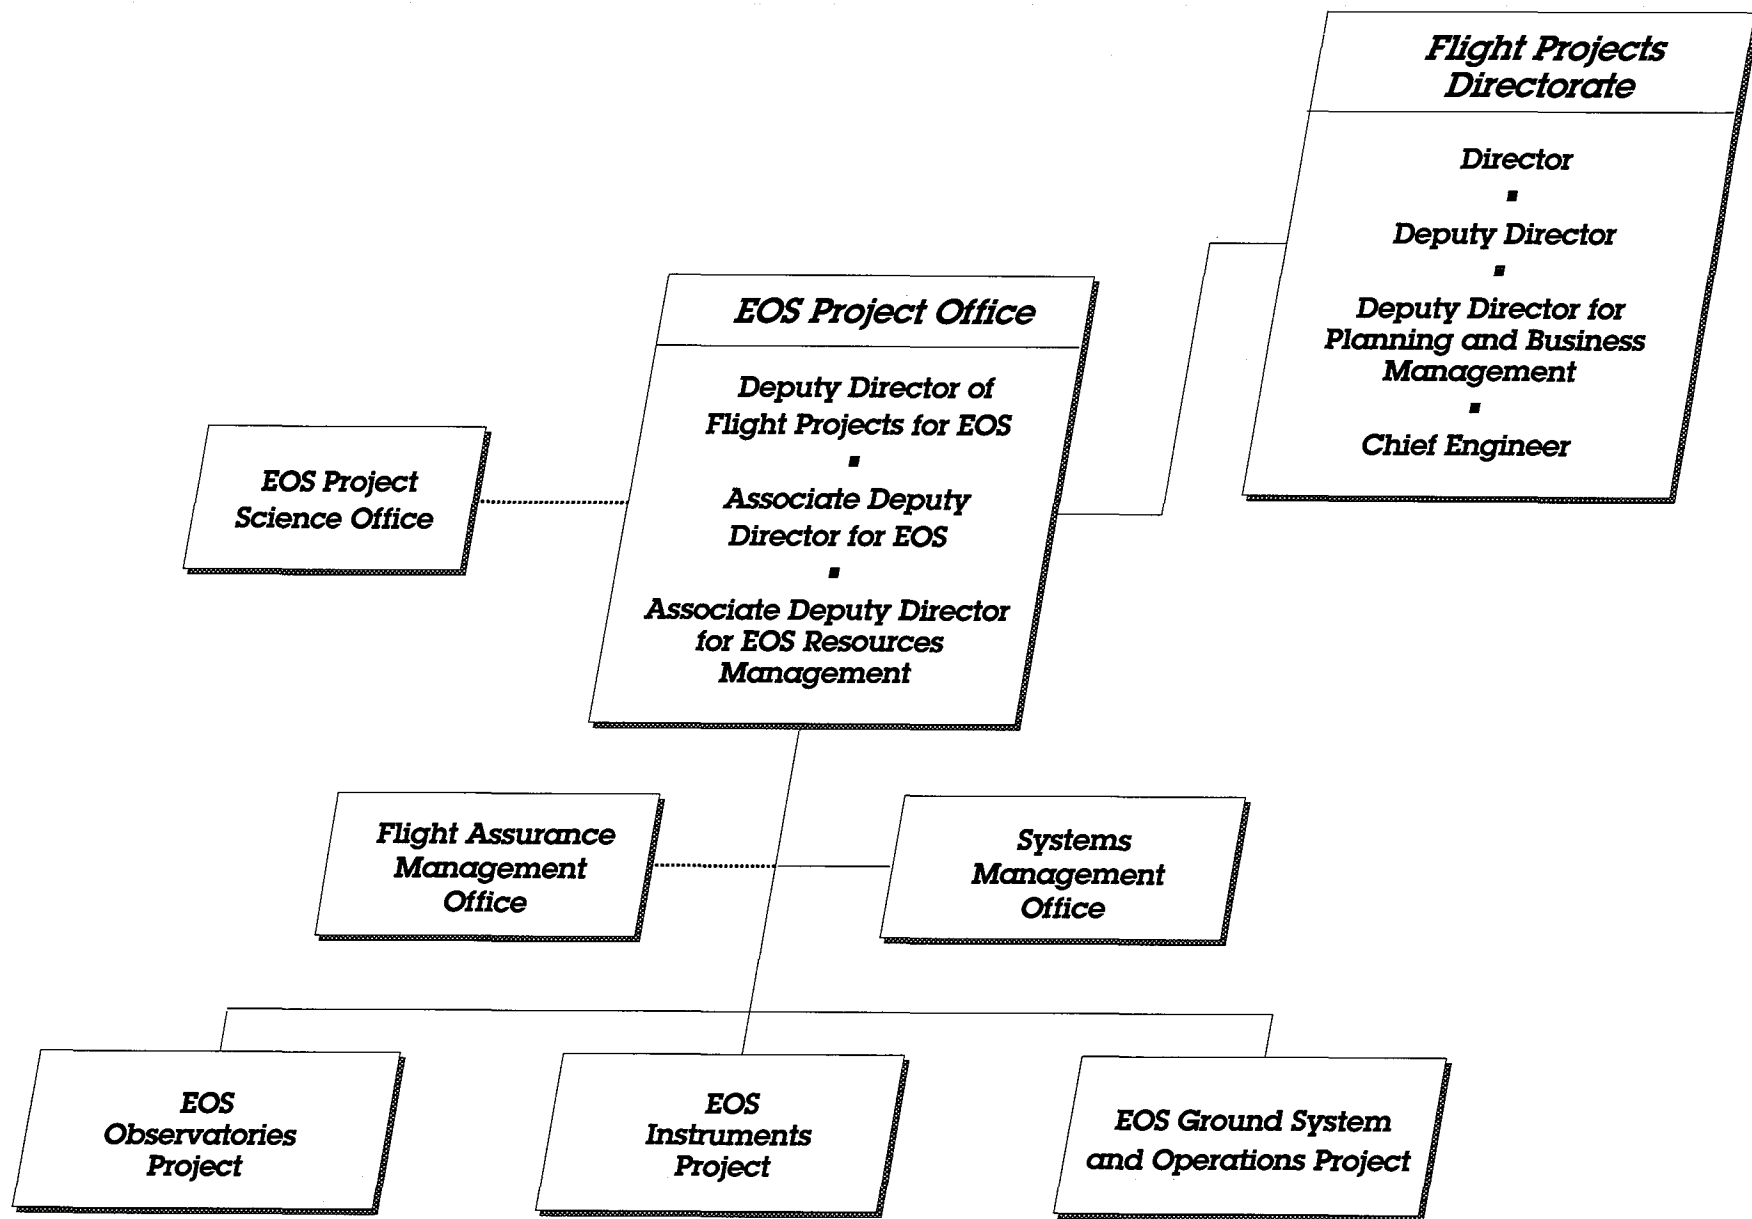 Flight Projects
Directorate
Director
Deputy Director
Deputy Director for
Planning and Business
Management
Chief Engineer
EOS Project Office
Deputy Director of
Flight Projects for EOS
Associate Deputy
Director for EOS
Associate Deputy Director
for EOS Resources
Management
EOS Project
Science Office
Flight Assurance
Management
Office
Systems
Management
Office
EOS
Observatories
Project
EOS
Instruments
Project
EOS Ground System
and Operations Project